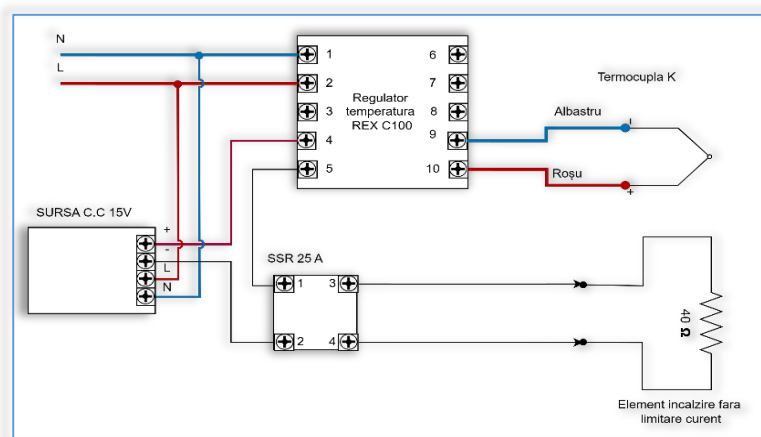 N
L
1
2
3
4
5
6
7
8
9
10
Regulator
temperatura
REX C100
Termocupla K
Albastru
-
Roșu
+
SURSA C.C 15V
+
-
L
N
SSR 25 A
1
2
3
4
40 Ω
Element incalzire fara
limitare curent